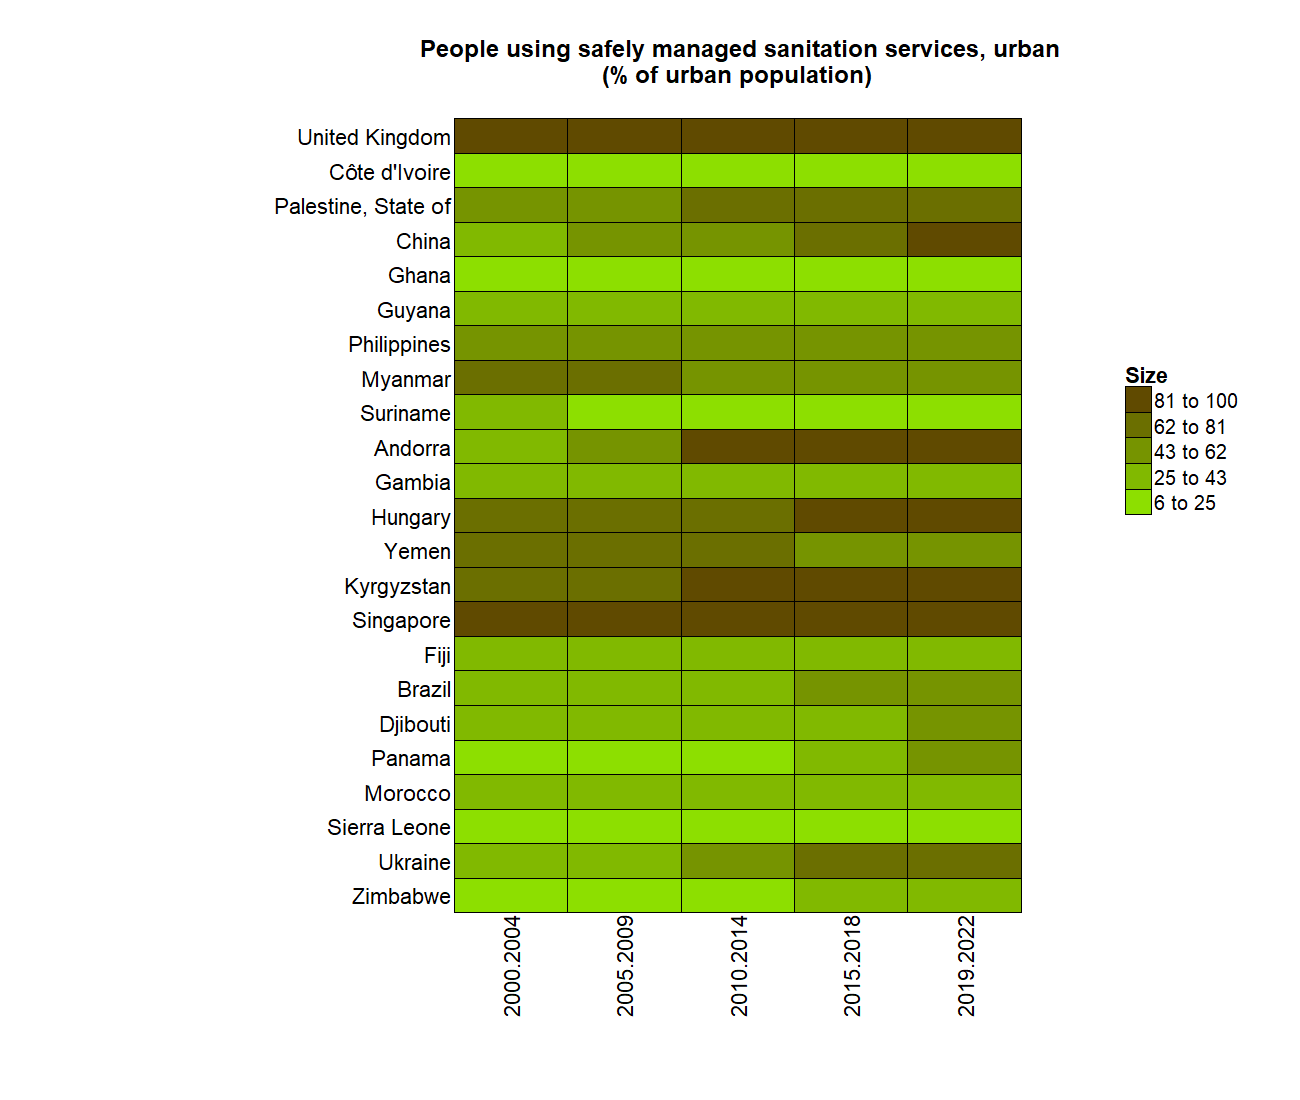 People using safely managed sanitation services, urban
(% of urban population)
United Kingdom
Côte d'Ivoire
Palestine, State of
China
Ghana
Guyana
Philippines
Myanmar
Suriname
Andorra
Gambia
Hungary
Yemen
Kyrgyzstan
Singapore
Fiji
Brazil
Djibouti
Panama
Morocco
Sierra Leone
Ukraine
Zimbabwe
2000.2004
2005.2009
2010.2014
2015.2018
2019.2022
Size
81 to 100
62 to 81
43 to 62
25 to 43
6 to 25